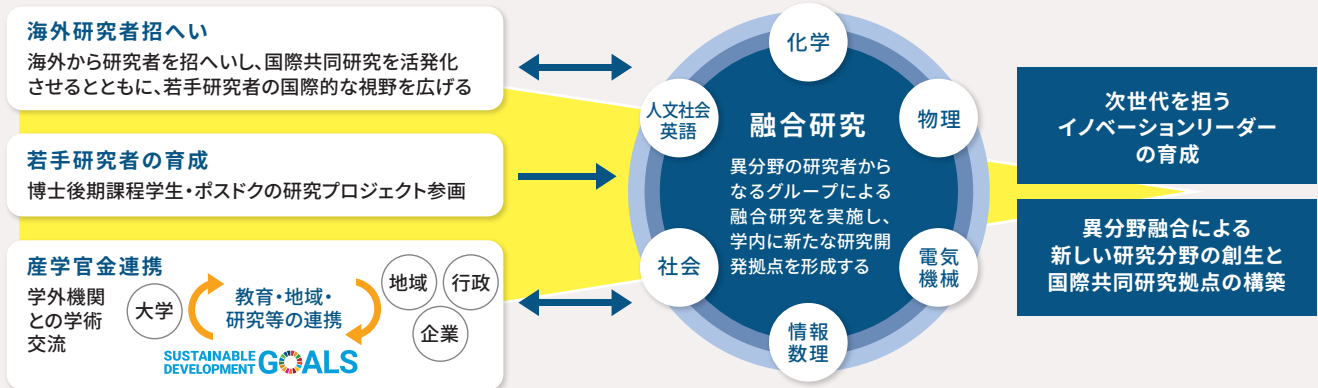 海外研究者招へい
海外から研究者を招へいし、国際共同研究を活発化
させるとともに、若手研究者の国際的な視野を広げる
若手研究者の育成
博士後期課程学生・ポスドクの研究プロジェクト参画
産学官金連携
学外機関
との学術
交流
大学
教育・地域・
研究等の連携
地域
行政
企業
SUSTAINABLE
DEVELOPMENT
GOALS
化学
人文社会
英語
物理
融合研究
異分野の研究者から
なるグループによる
融合研究を実施し、
学内に新たな研究開
発拠点を形成する
社会
電気
機械
情報
数理
次世代を担う
イノベーションリーダー
の育成
異分野融合による
新しい研究分野の創生と
国際共同研究拠点の構築